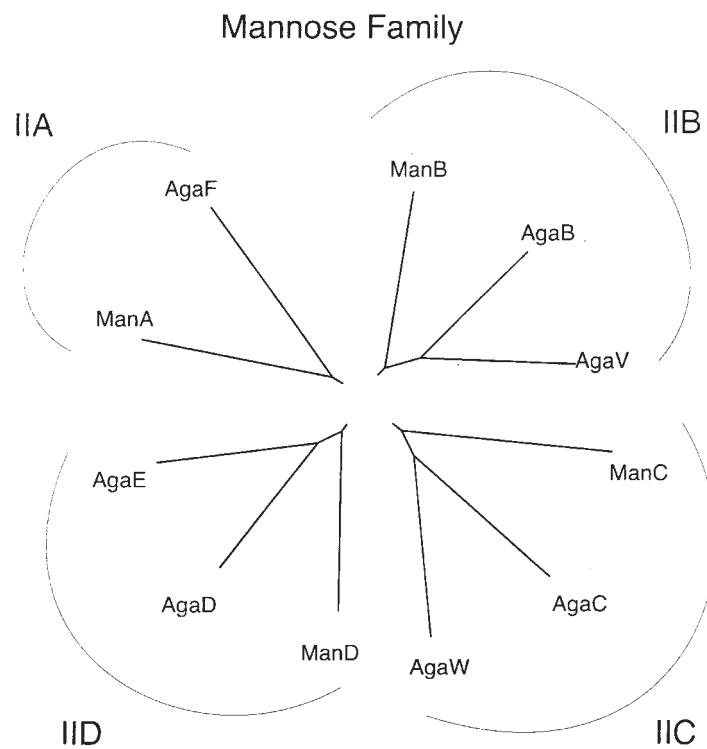 Mannose Family
IIA
IIB
AgaF
ManB
AgaB
ManA
AgaV
AgaE
ManC
AgaD
AgaC
ManD
AgaW
IID
IIC